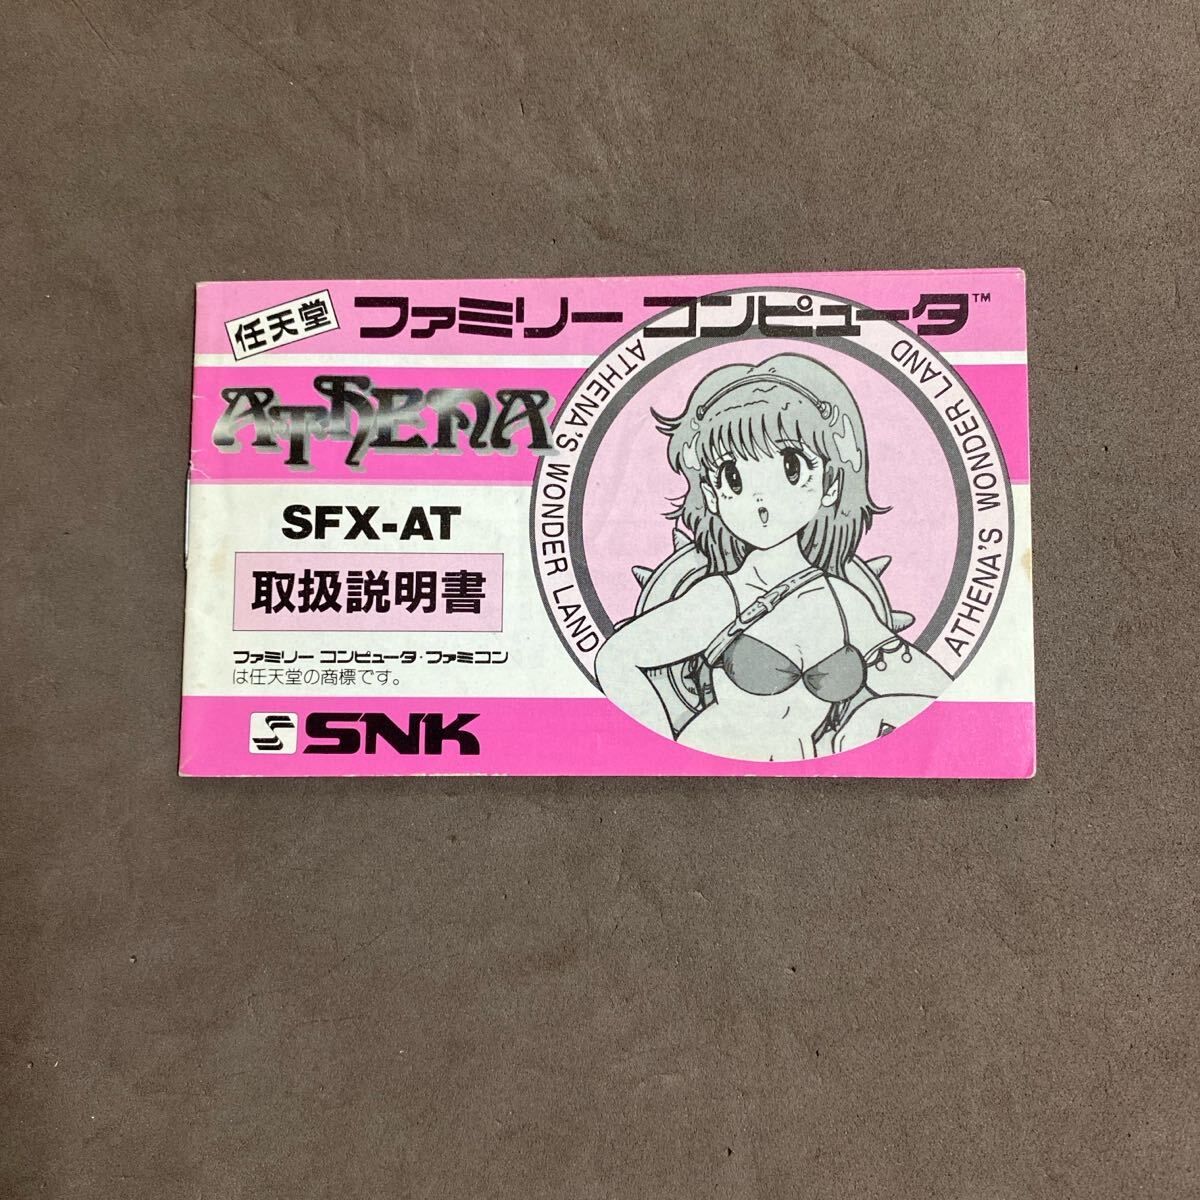 任天堂
ファミリー コンピュータ™
ATHENA
SFX-AT
取扱説明書
ファミリー コンピュータ・ファミコン
は任天堂の商標です。
S SNK
ATHENA'S WONDER LAND
ATHENA'S WONDER LAND